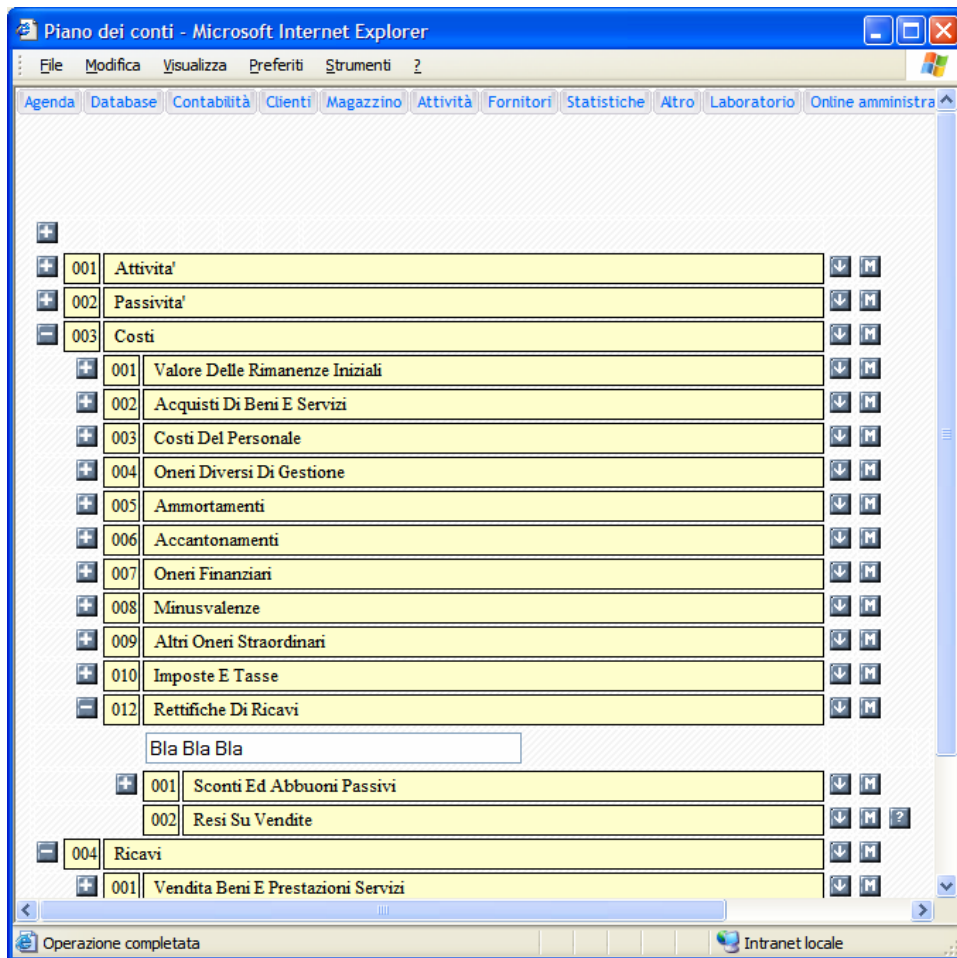 Piano dei conti - Microsoft Internet Explorer
File Modifica Visualizza Preferiti Strumenti ?
Agenda Database Contabilità Clienti Magazzino Attività Fornitori Statistiche Altro Laboratorio Online amministra
001 Attivita' M
002 Passivita' M
003 Costi M
001 Valore Delle Rimanenze Iniziali M
002 Acquisti Di Beni E Servizi M
003 Costi Del Personale M
004 Oneri Diversi Di Gestione M
005 Ammortamenti M
006 Accantonamenti M
007 Oneri Finanziari M
008 Minusvalenze M
009 Altri Oneri Straordinari M
010 Imposte E Tasse M
012 Rettifiche Di Ricavi M
Bla Bla Bla
001 Sconti Ed Abbuoni Passivi M
002 Resi Su Vendite M ?
004 Ricavi M
001 Vendita Beni E Prestazioni Servizi M
Operazione completata Intranet locale